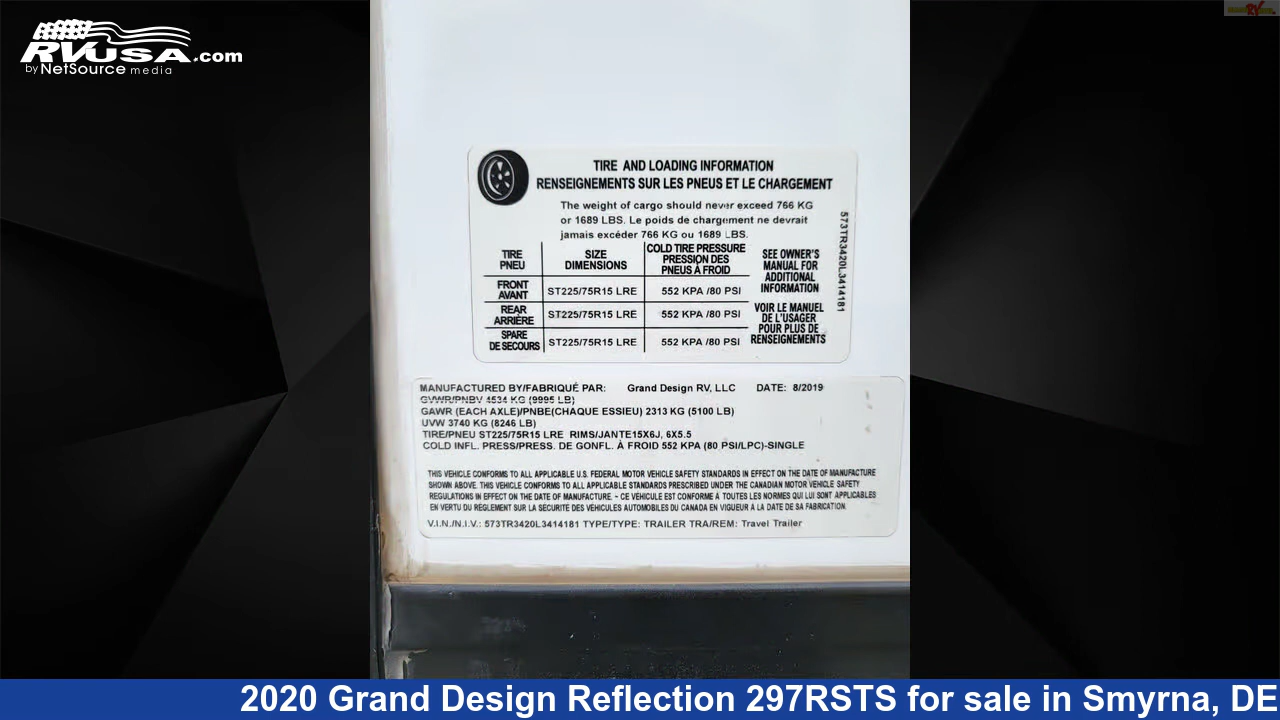 RVUSA.com
by NetSource media
TIRE AND LOADING INFORMATION
RENSEIGNEMENTS SUR LES PNEUS ET LE CHARGEMENT
The weight of cargo should never exceed 766 KG
or 1689 LBS. Le poids de chargement ne devrait
jamais excéder 766 KG ou 1689 LBS.
TIRE PNEU
SIZE DIMENSIONS
COLD TIRE PRESSURE PRESSION DES PNEUS À FROID
FRONT AVANT ST225/75R15 LRE 552 KPA /80 PSI
REAR ARRIÈRE ST225/75R15 LRE 552 KPA /80 PSI
SPARE DE SECOURS ST225/75R15 LRE 552 KPA /80 PSI
SEE OWNER'S
MANUAL FOR
ADDITIONAL
INFORMATION
VOIR LE MANUEL
DE L'USAGER
POUR PLUS DE
RENSEIGNEMENTS
573TR3420L3414181
MANUFACTURED BY/FABRIQUÉ PAR: Grand Design RV, LLC DATE: 8/2019
GVWR/PNBV 4534 KG (9995 LB)
GAWR (EACH AXLE)/PNBE(CHAQUE ESSIEU) 2313 KG (5100 LB)
UVW 3740 KG (8246 LB)
TIRE/PNEU ST225/75R15 LRE RIMS/JANTE15X6J, 6X5.5
COLD INFL. PRESS/PRESS. DE GONFL. À FROID 552 KPA (80 PSI/LPC)-SINGLE
THIS VEHICLE CONFORMS TO ALL APPLICABLE U.S. FEDERAL MOTOR VEHICLE SAFETY STANDARDS IN EFFECT ON THE DATE OF MANUFACTURE
SHOWN ABOVE. THIS VEHICLE CONFORMS TO ALL APPLICABLE STANDARDS PRESCRIBED UNDER THE CANADIAN MOTOR VEHICLE SAFETY
REGULATIONS IN EFFECT ON THE DATE OF MANUFACTURE. - CE VÉHICULE EST CONFORME À TOUTES LES NORMES QUI LUI SONT APPLICABLES
EN VERTU DU RÈGLEMENT SUR LA SÉCURITÉ DES VÉHICULES AUTOMOBILES DU CANADA EN VIGUEUR À LA DATE DE SA FABRICATION.
V.I.N./N.I.V.: 573TR3420L3414181 TYPE/TYPE: TRAILER TRA/REM: Travel Trailer
2020 Grand Design Reflection 297RSTS for sale in Smyrna, DE